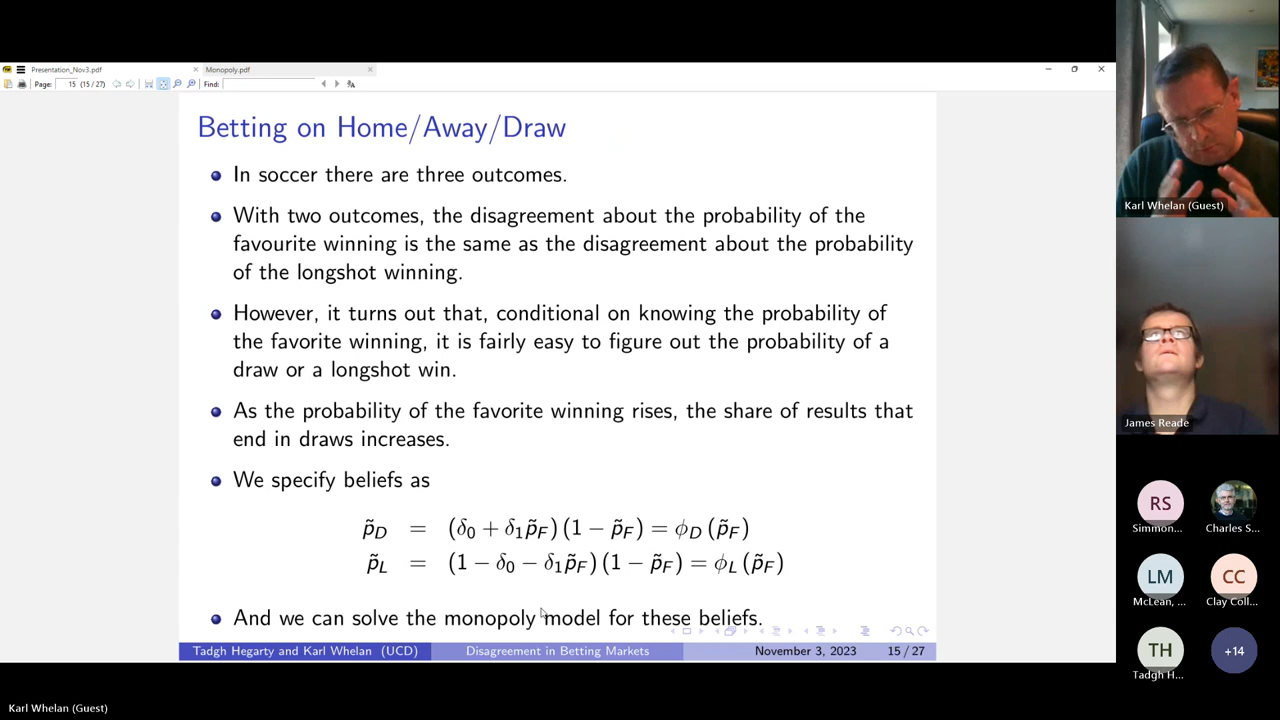 Presentation_Nov3.pdf
Monopoly.pdf
Page: 15 (15 / 27)
Find:
Betting on Home/Away/Draw
In soccer there are three outcomes.
With two outcomes, the disagreement about the probability of the
favourite winning is the same as the disagreement about the probability
of the longshot winning.
However, it turns out that, conditional on knowing the probability of
the favorite winning, it is fairly easy to figure out the probability of a
draw or a longshot win.
As the probability of the favorite winning rises, the share of results that
end in draws increases.
We specify beliefs as
p̃_D = (δ₀ + δ₁p̃_F) (1 − p̃_F) = ϕ_D (p̃_F)
p̃_L = (1 − δ₀ − δ₁p̃_F) (1 − p̃_F) = ϕ_L (p̃_F)
And we can solve the monopoly model for these beliefs.
Tadgh Hegarty and Karl Whelan (UCD)
Disagreement in Betting Markets
November 3, 2023
15 / 27
Karl Whelan (Guest)
James Reade
RS
Simmon...
Charles S...
LM
McLean, ...
CC
Clay Coll...
TH
Tadgh H...
+14
Karl Whelan (Guest)